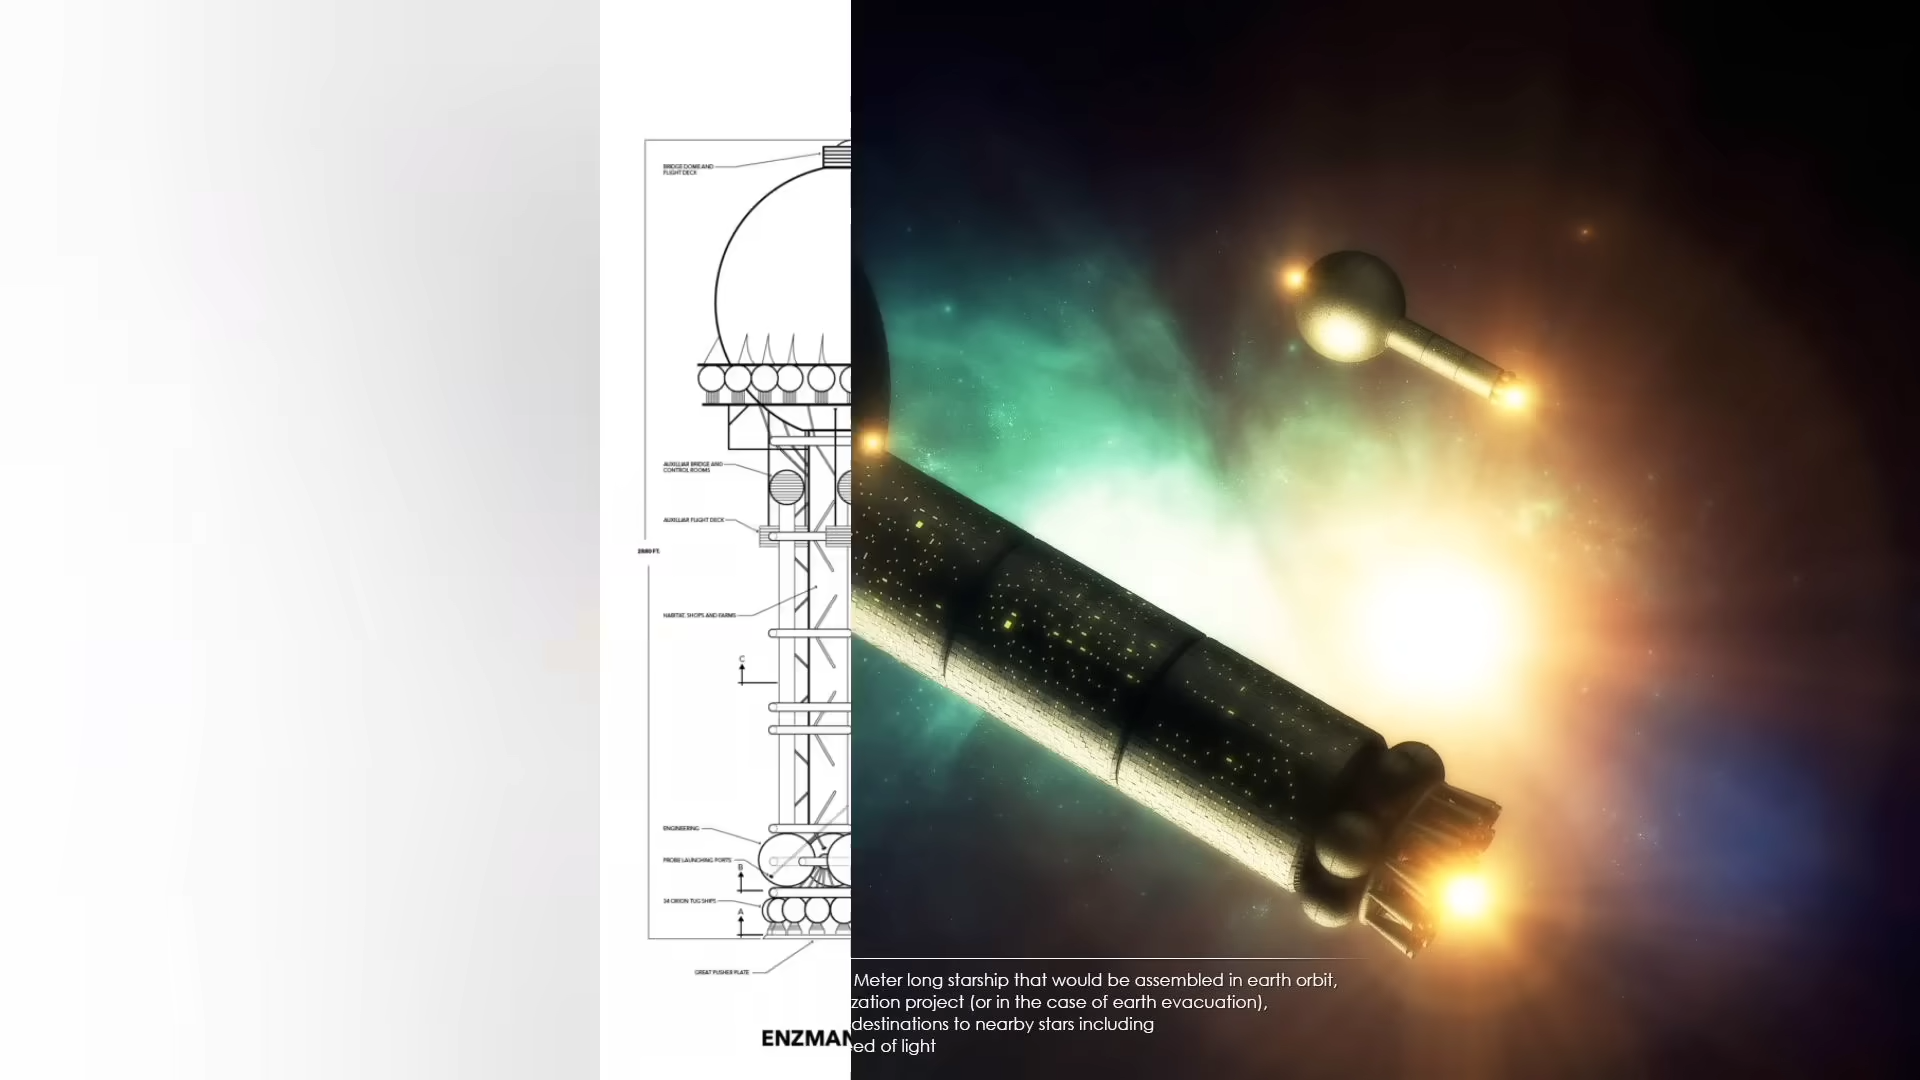 BRIDGE DOME AND
FLIGHT DECK
AUXILLIAR BRIDGE AND
CONTROL ROOMS
AUXILLIAR FLIGHT DECK
HABITAT, SHOPS AND FARMS
C
ENGINEERING
PROBE LAUNCHING PORTS
B
34 ORION TUG SHIPS
A
GREAT PUSHER PLATE
ENZMAN
Meter long starship that would be assembled in earth orbit,
zation project (or in the case of earth evacuation),
destinations to nearby stars including
ed of light